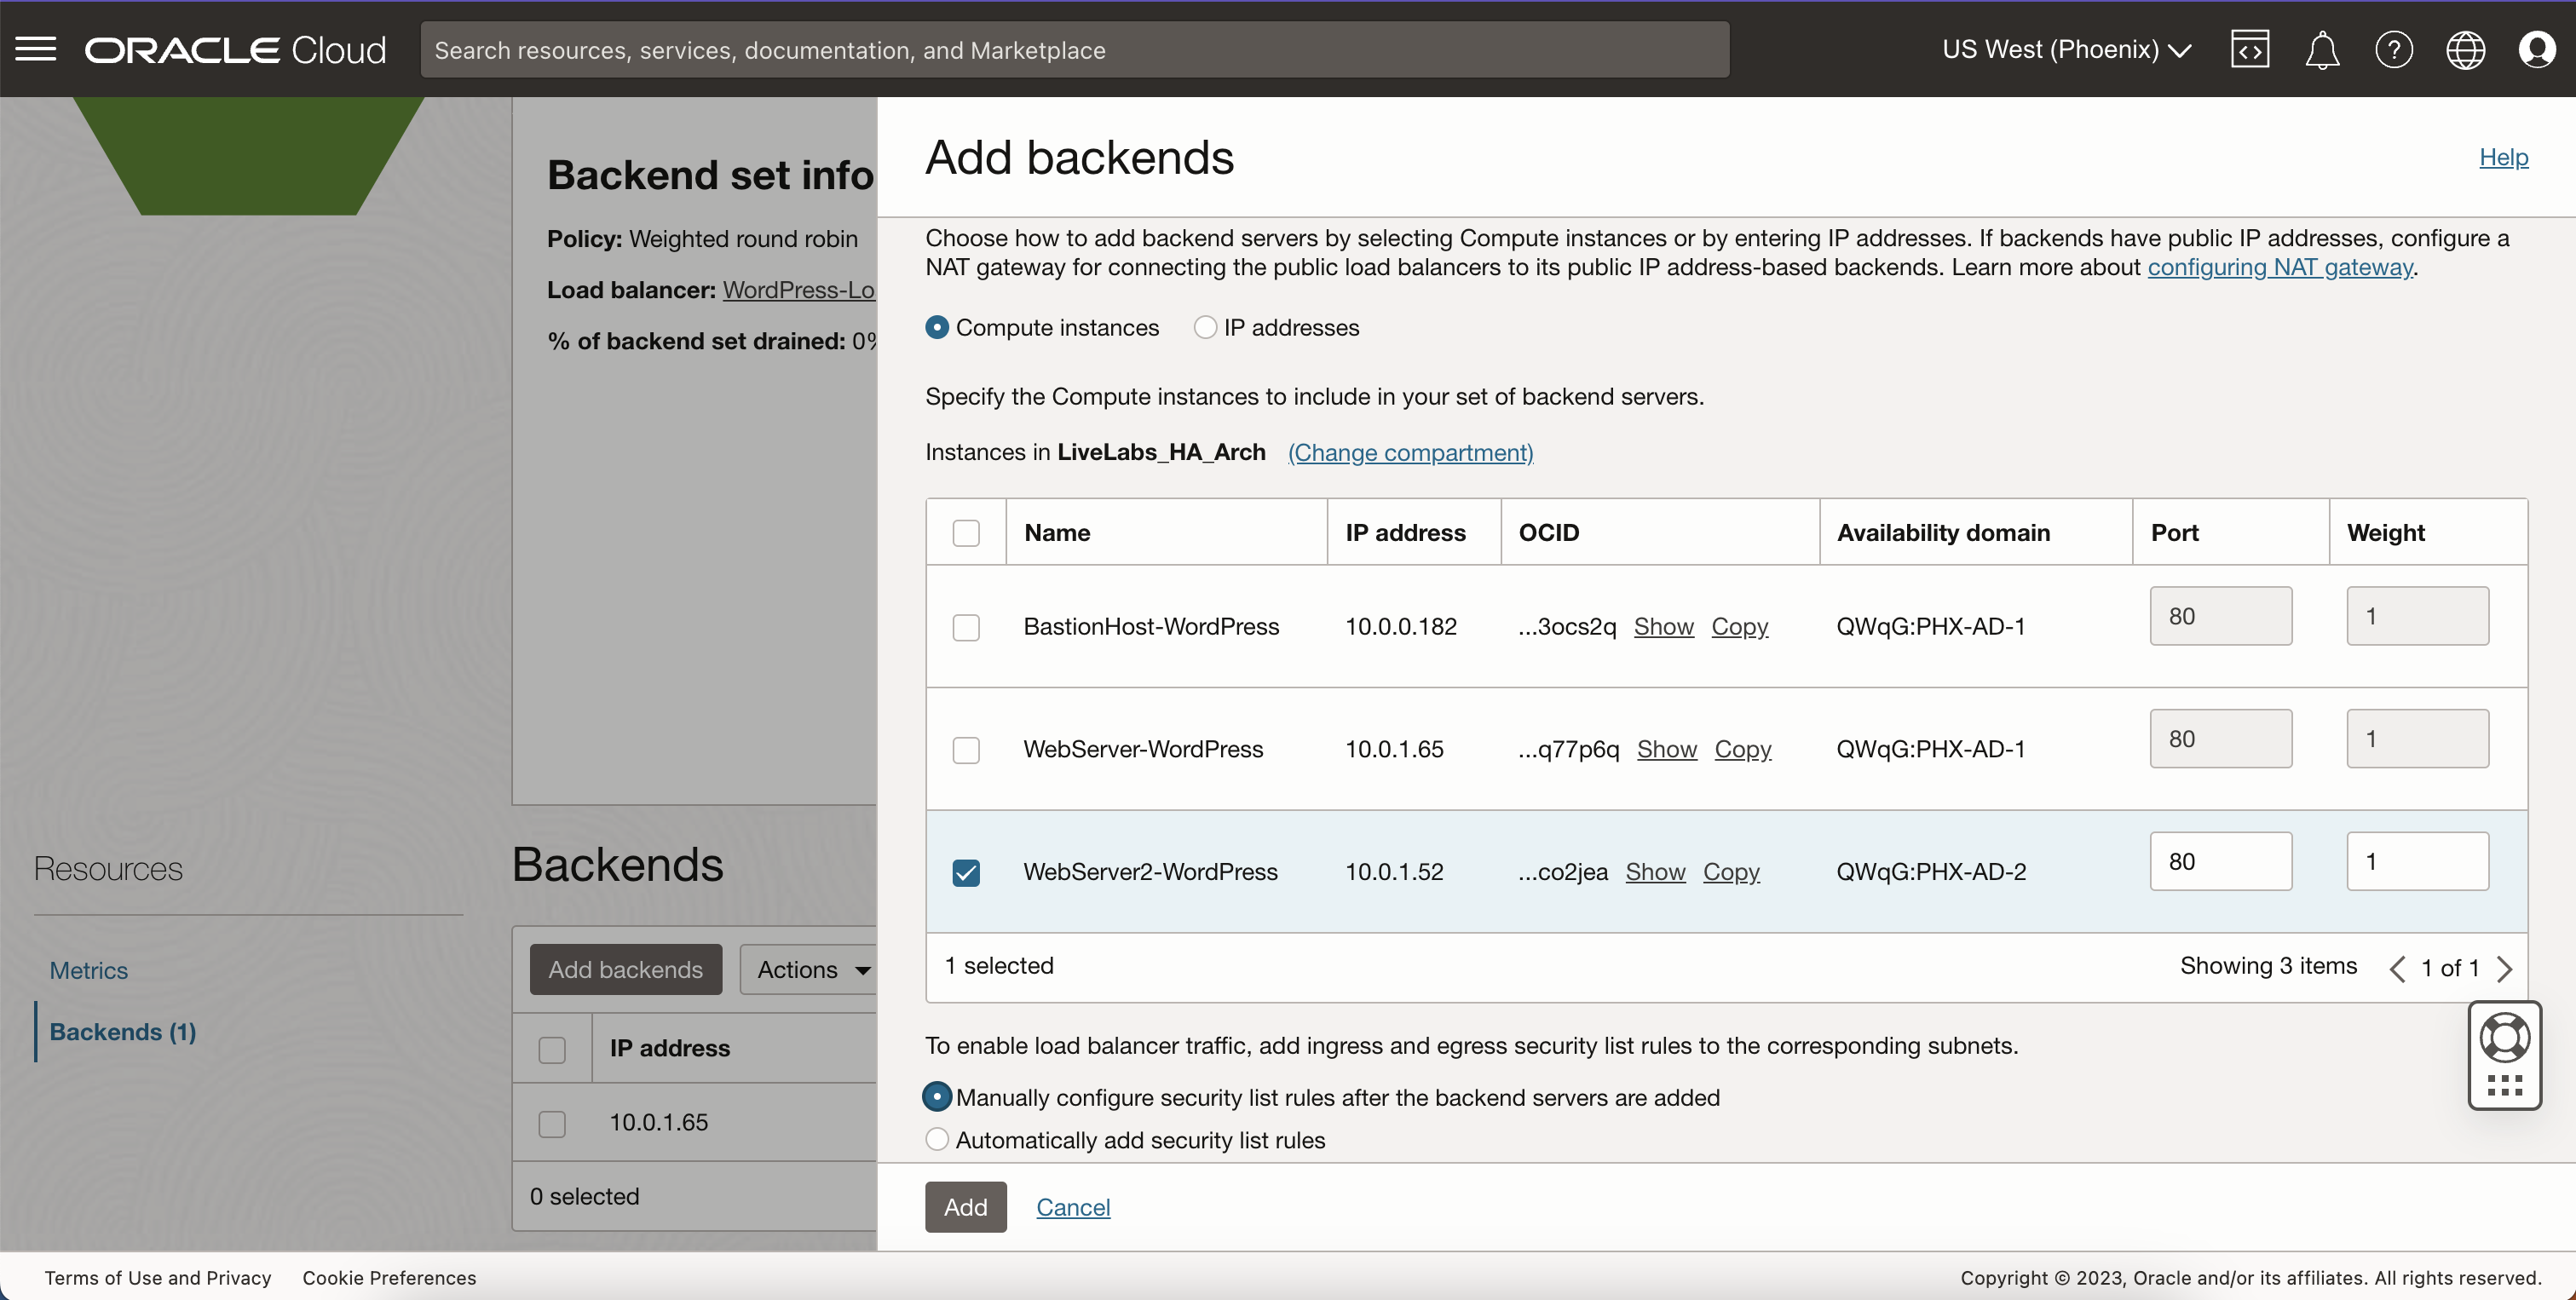 ORACLE Cloud
Search resources, services, documentation, and Marketplace
US West (Phoenix)
Backend set info
Policy: Weighted round robin
Load balancer: WordPress-Lo
% of backend set drained: 0%
Resources
Metrics
Backends (1)
Backends
Add backends
Actions
IP address
10.0.1.65
0 selected
Add backends
Help
Choose how to add backend servers by selecting Compute instances or by entering IP addresses. If backends have public IP addresses, configure a
NAT gateway for connecting the public load balancers to its public IP address-based backends. Learn more about configuring NAT gateway.
Compute instances IP addresses
Specify the Compute instances to include in your set of backend servers.
Instances in LiveLabs_HA_Arch (Change compartment)
Name IP address OCID Availability domain Port Weight
BastionHost-WordPress 10.0.0.182 ...3ocs2q Show Copy QWqG:PHX-AD-1 80 1
WebServer-WordPress 10.0.1.65 ...q77p6q Show Copy QWqG:PHX-AD-1 80 1
WebServer2-WordPress 10.0.1.52 ...co2jea Show Copy QWqG:PHX-AD-2 80 1
1 selected
Showing 3 items
1 of 1
To enable load balancer traffic, add ingress and egress security list rules to the corresponding subnets.
Manually configure security list rules after the backend servers are added
Automatically add security list rules
Add Cancel
Terms of Use and Privacy Cookie Preferences
Copyright © 2023, Oracle and/or its affiliates. All rights reserved.